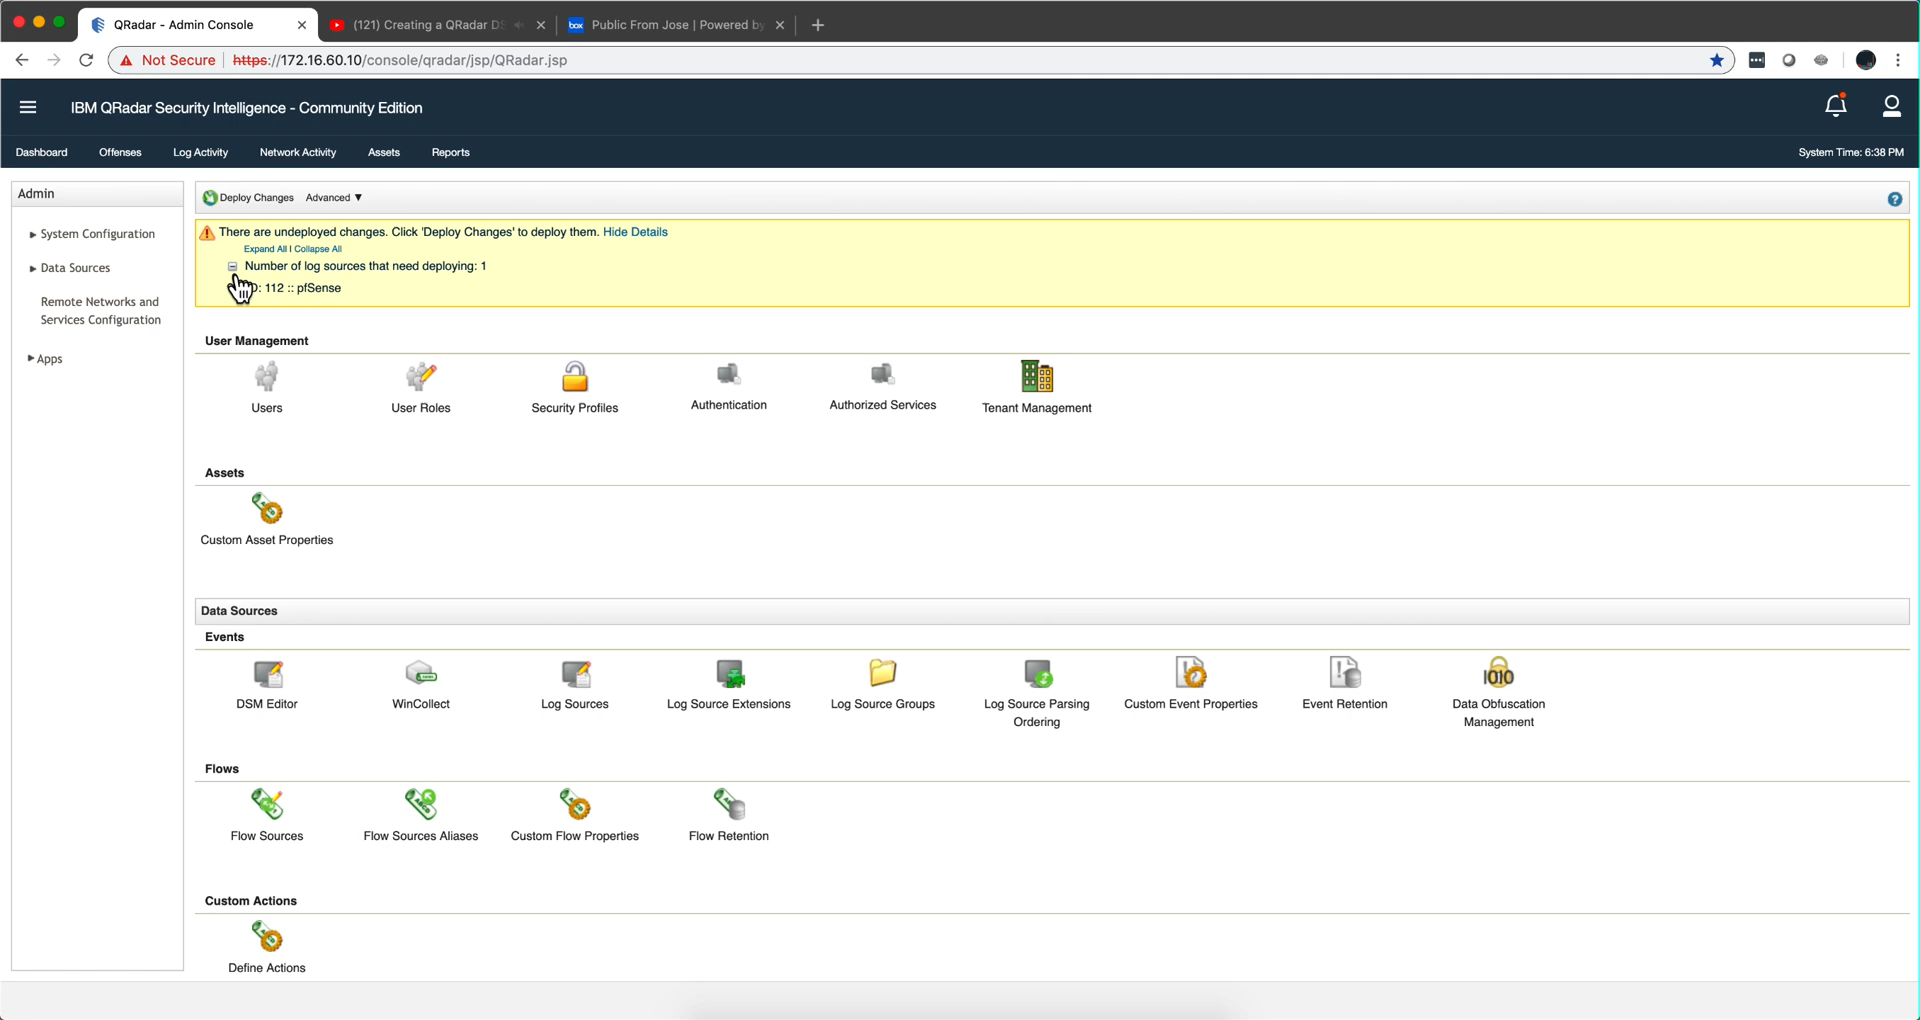 QRadar - Admin Console
(121) Creating a QRadar DS
box
Public From Jose | Powered by
Not Secure
https://172.16.60.10/console/qradar/jsp/QRadar.jsp
IBM QRadar Security Intelligence - Community Edition
Dashboard
Offenses
Log Activity
Network Activity
Assets
Reports
System Time: 6:38 PM
Admin
System Configuration
Data Sources
Remote Networks and
Services Configuration
Apps
Deploy Changes
Advanced ▼
There are undeployed changes. Click 'Deploy Changes' to deploy them. Hide Details
Expand All | Collapse All
Number of log sources that need deploying: 1
D: 112 :: pfSense
User Management
Users
User Roles
Security Profiles
Authentication
Authorized Services
Tenant Management
Assets
Custom Asset Properties
Data Sources
Events
DSM Editor
WinCollect
Log Sources
Log Source Extensions
Log Source Groups
Log Source Parsing
Ordering
Custom Event Properties
Event Retention
Data Obfuscation
Management
Flows
Flow Sources
Flow Sources Aliases
Custom Flow Properties
Flow Retention
Custom Actions
Define Actions